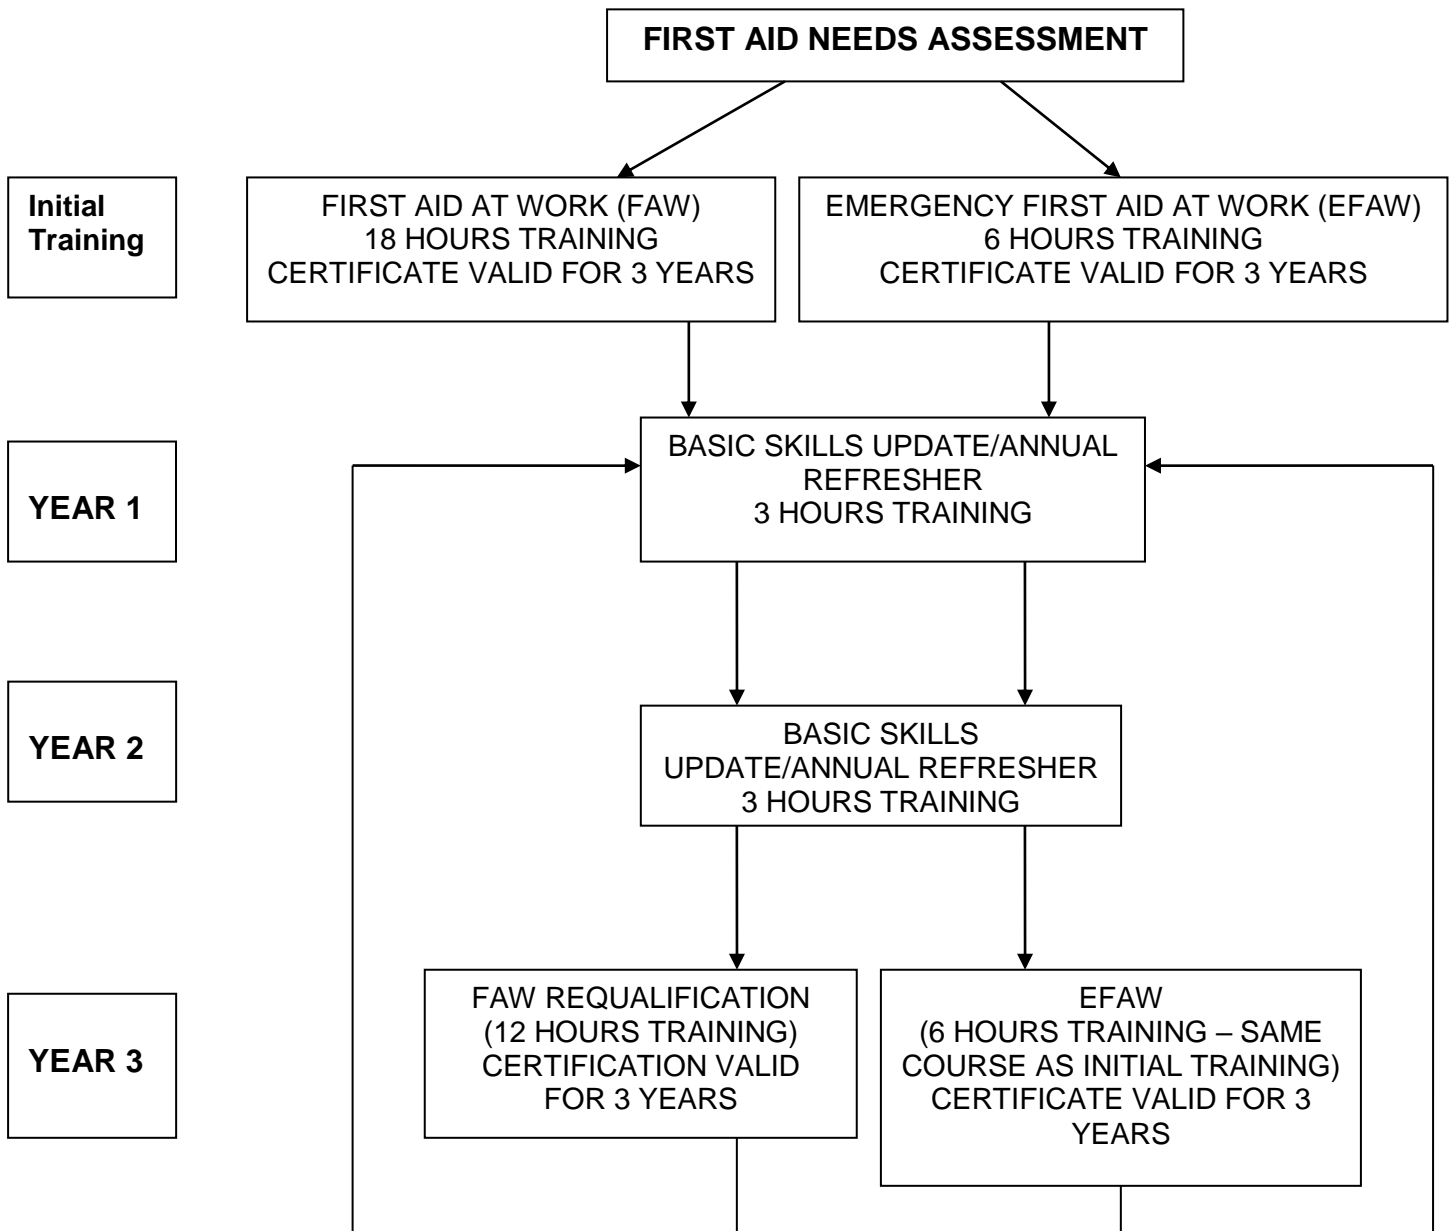 FIRST AID NEEDS ASSESSMENT
Initial
Training
FIRST AID AT WORK (FAW)
18 HOURS TRAINING
CERTIFICATE VALID FOR 3 YEARS
EMERGENCY FIRST AID AT WORK (EFAW)
6 HOURS TRAINING
CERTIFICATE VALID FOR 3 YEARS
YEAR 1
BASIC SKILLS UPDATE/ANNUAL
REFRESHER
3 HOURS TRAINING
YEAR 2
BASIC SKILLS
UPDATE/ANNUAL REFRESHER
3 HOURS TRAINING
YEAR 3
FAW REQUALIFICATION
(12 HOURS TRAINING)
CERTIFICATION VALID
FOR 3 YEARS
EFAW
(6 HOURS TRAINING – SAME
COURSE AS INITIAL TRAINING)
CERTIFICATE VALID FOR 3
YEARS